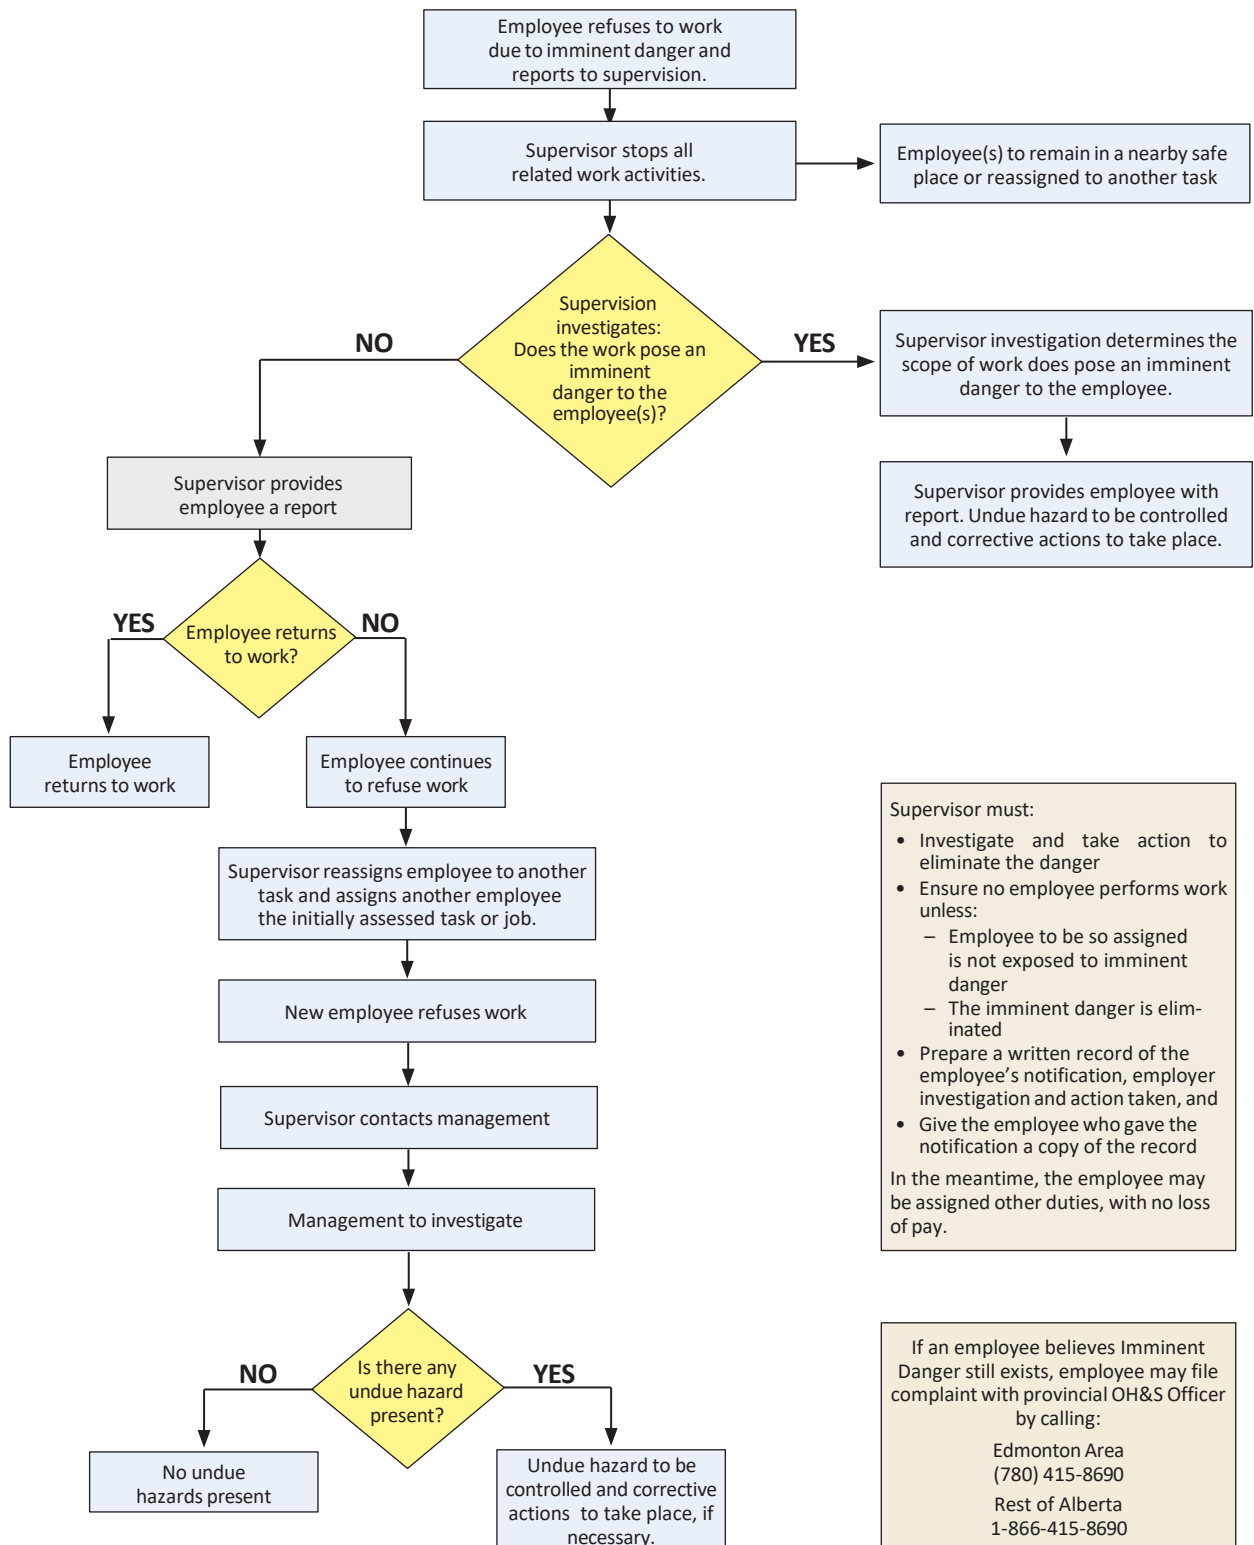 Employee refuses to work
due to imminent danger and
reports to supervision.
Supervisor stops all
related work activities.
Employee(s) to remain in a nearby safe
place or reassigned to another task
Supervision
investigates:
Does the work pose an
imminent
danger to the
employee(s)?
NO
YES
Supervisor investigation determines the
scope of work does pose an imminent
danger to the employee.
Supervisor provides
employee a report
Supervisor provides employee with
report. Undue hazard to be controlled
and corrective actions to take place.
YES
NO
Employee returns
to work?
Employee
returns to work
Employee continues
to refuse work
Supervisor reassigns employee to another
task and assigns another employee
the initially assessed task or job.
New employee refuses work
Supervisor contacts management
Management to investigate
NO
YES
Is there any
undue hazard
present?
No undue
hazards present
Undue hazard to be
controlled and corrective
actions to take place, if
necessary.
Supervisor must:
• Investigate and take action to
eliminate the danger
• Ensure no employee performs work
unless:
– Employee to be so assigned
is not exposed to imminent
danger
– The imminent danger is elim-
inated
• Prepare a written record of the
employee’s notification, employer
investigation and action taken, and
• Give the employee who gave the
notification a copy of the record
In the meantime, the employee may
be assigned other duties, with no loss
of pay.
If an employee believes Imminent
Danger still exists, employee may file
complaint with provincial OH&S Officer
by calling:
Edmonton Area
(780) 415-8690
Rest of Alberta
1-866-415-8690